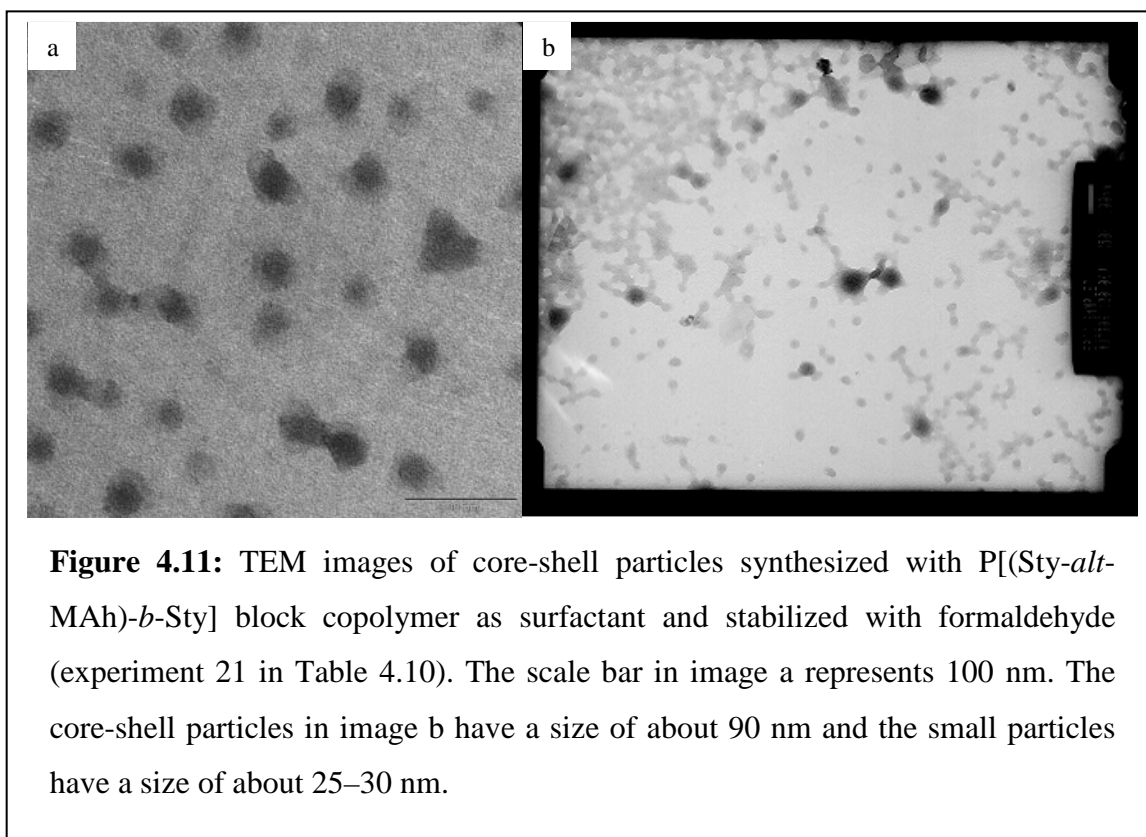 a
b
Figure 4.11: TEM images of core-shell particles synthesized with P[(Sty-alt-
MAh)-b-Sty] block copolymer as surfactant and stabilized with formaldehyde
(experiment 21 in Table 4.10). The scale bar in image a represents 100 nm. The
core-shell particles in image b have a size of about 90 nm and the small particles
have a size of about 25–30 nm.